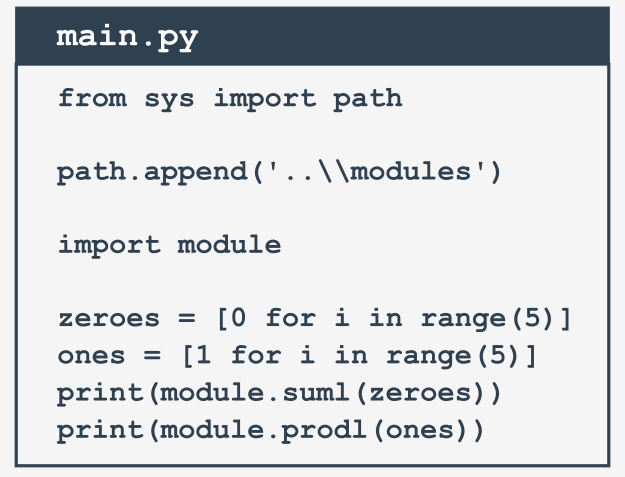 main.py
from sys import path
path.append('..\\modules')
import module
zeroes = [0 for i in range(5)]
ones = [1 for i in range(5)]
print(module.suml(zeroes))
print(module.prodl(ones))